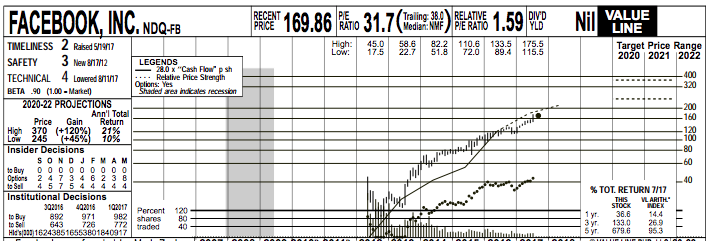 FACEBOOK, INC. NDQ-FB
RECENT PRICE 169.86 P/E RATIO 31.7 (Trailing: 38.0 Median: NMF) RELATIVE P/E RATIO 1.59 DIV'D YLD Nil VALUE LINE
TIMELINESS 2 Raised 5/19/17
SAFETY 3 New 8/17/12
TECHNICAL 4 Lowered 8/11/17
BETA .90 (1.00 = Market)
High: 45.0 58.6 82.2 110.6 133.5 175.5
Low: 17.5 22.7 51.8 72.0 89.4 115.5
Target Price Range
2020 2021 2022
LEGENDS
28.0 x "Cash Flow" p sh
Relative Price Strength
Options: Yes
Shaded area indicates recession
2020-22 PROJECTIONS
Ann'l Total
Price Gain Return
High 370 (+120%) 21%
Low 245 (+45%) 10%
Insider Decisions
S O N D J F M A M
to Buy 0 0 0 0 0 0 0 0 0
Options 2 4 7 3 4 6 2 3 8
to Sell 4 5 7 5 4 4 4 4 4
Institutional Decisions
3Q2016 4Q2016 1Q2017
to Buy 892 971 982
to Sell 643 726 772
Hld's(000)162438516553801840917
Percent 120
shares 80
traded 40
400
320
200
160
120
100
80
60
40
% TOT. RETURN 7/17
THIS STOCK VL ARITH.* INDEX
1 yr. 36.6 14.4
3 yr. 133.0 26.9
5 yr. 679.6 95.3